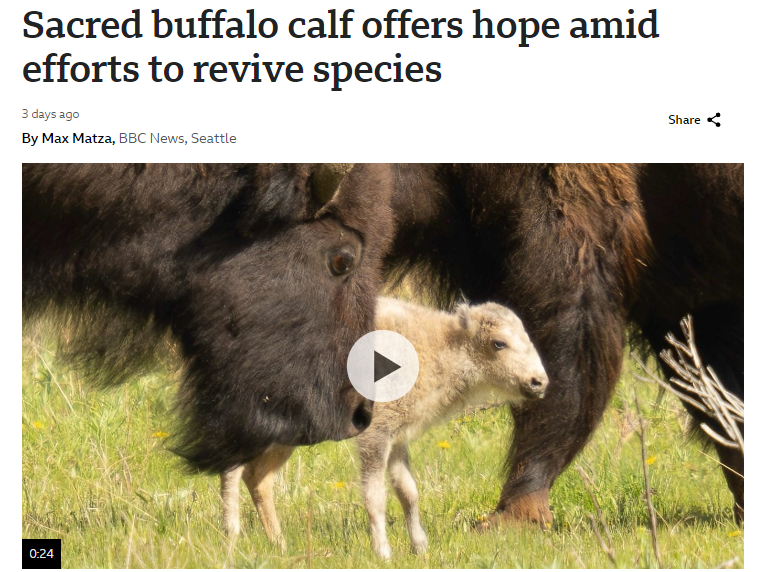 Sacred buffalo calf offers hope amid
efforts to revive species
3 days ago
Share
By Max Matza, BBC News, Seattle
0:24